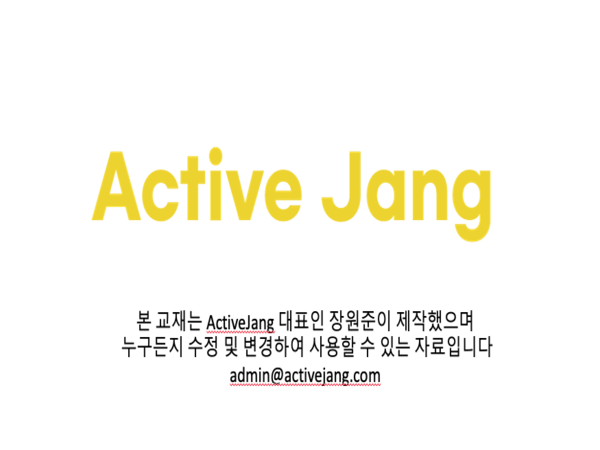 Active Jang
본 교재는 ActiveJang 대표인 장원준이 제작했으며
누구든지 수정 및 변경하여 사용할 수 있는 자료입니다
admin@activejang.com